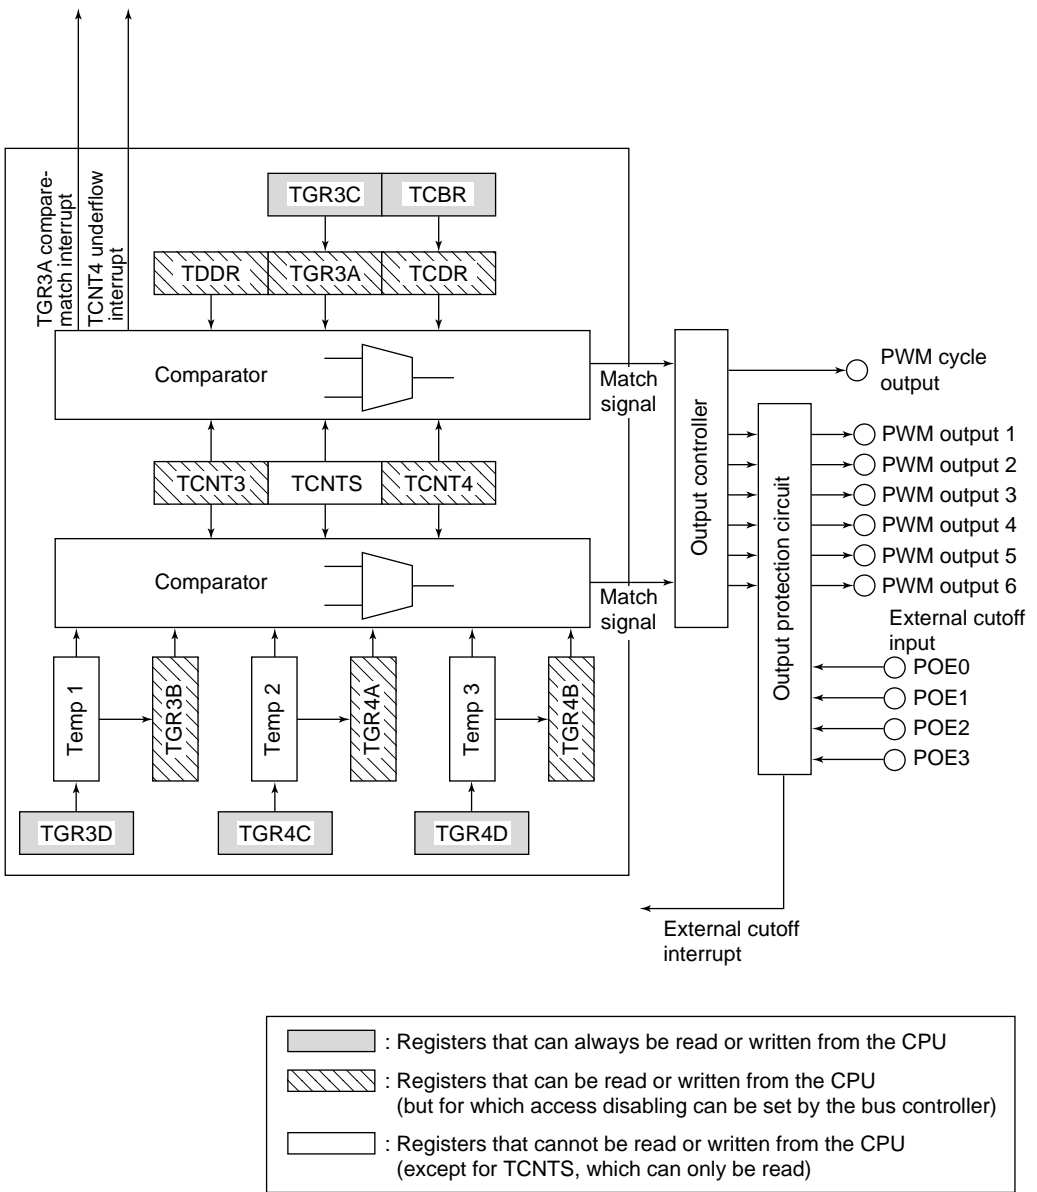 TGR3A compare-
match interrupt
TCNT4 underflow
interrupt
TGR3C
TCBR
TDDR
TGR3A
TCDR
Comparator
Match
signal
TCNT3
TCNTS
TCNT4
Comparator
Match
signal
Temp 1
TGR3B
Temp 2
TGR4A
Temp 3
TGR4B
TGR3D
TGR4C
TGR4D
Output controller
Output protection circuit
PWM cycle
output
PWM output 1
PWM output 2
PWM output 3
PWM output 4
PWM output 5
PWM output 6
External cutoff
input
POE0
POE1
POE2
POE3
External cutoff
interrupt
: Registers that can always be read or written from the CPU
: Registers that can be read or written from the CPU
(but for which access disabling can be set by the bus controller)
: Registers that cannot be read or written from the CPU
(except for TCNTS, which can only be read)